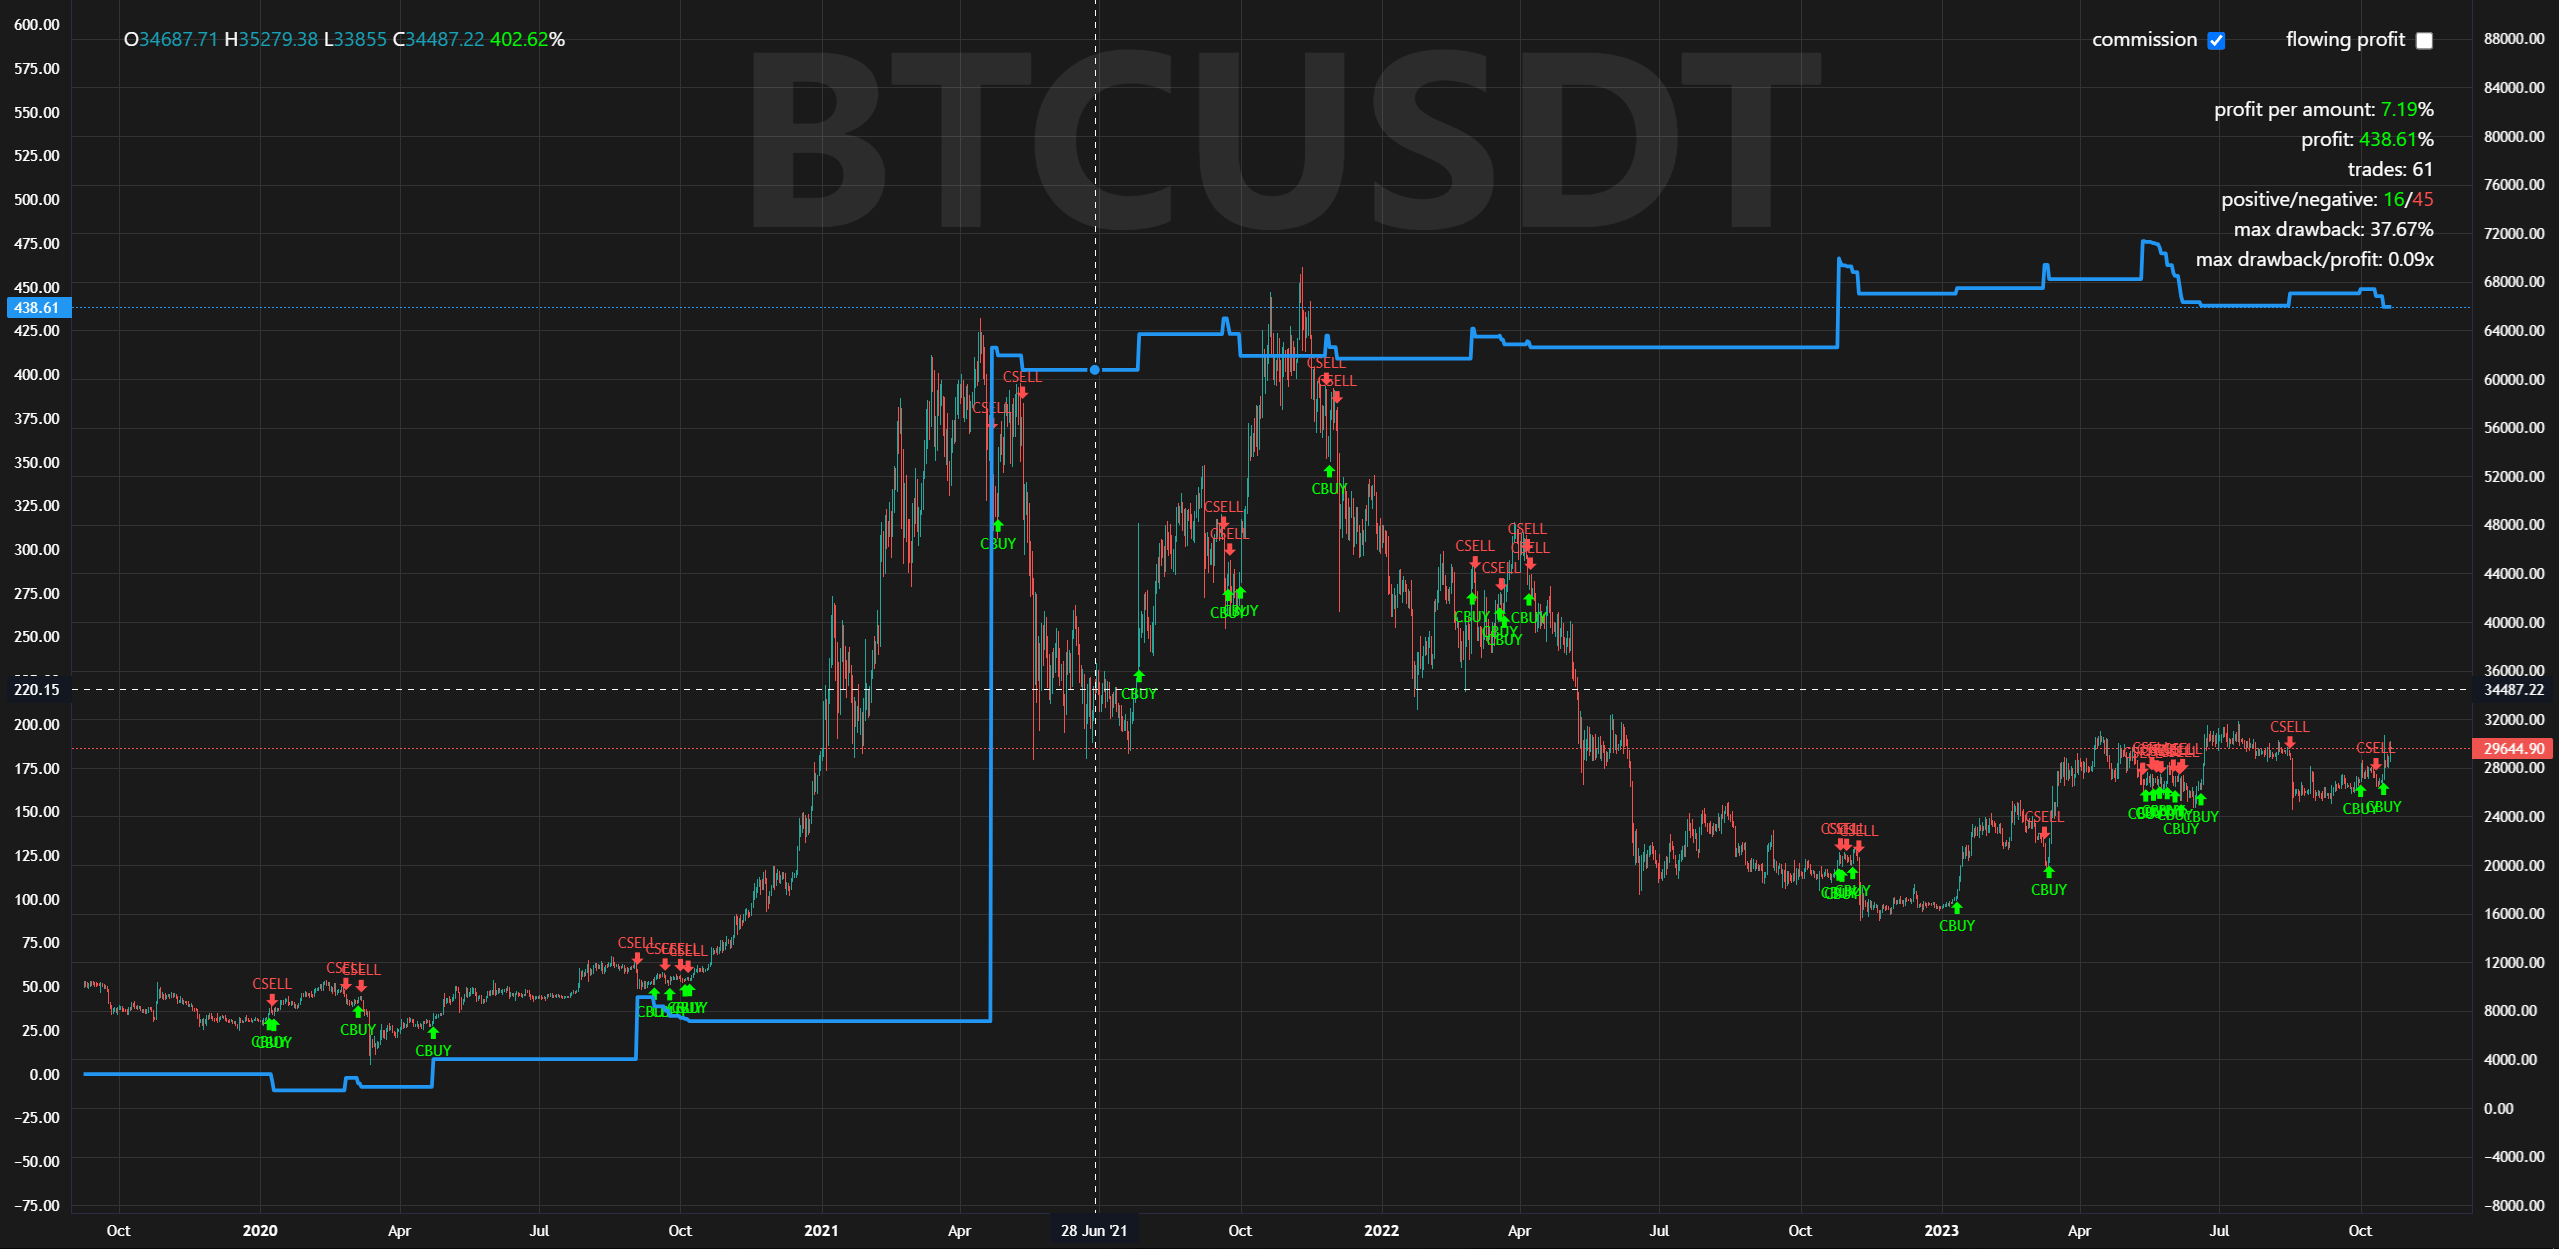 O34687.71 H35279.38 L33855 C34487.22 402.62%
BTCUSDT
commission
flowing profit
profit per amount: 7.19%
profit: 438.61%
trades: 61
positive/negative: 16/45
max drawback: 37.67%
max drawback/profit: 0.09x
600.00
575.00
550.00
525.00
500.00
475.00
450.00
438.61
425.00
400.00
375.00
350.00
325.00
300.00
275.00
250.00
220.15
200.00
175.00
150.00
125.00
100.00
75.00
50.00
25.00
0.00
−25.00
−50.00
−75.00
88000.00
84000.00
80000.00
76000.00
72000.00
68000.00
64000.00
60000.00
56000.00
52000.00
48000.00
44000.00
40000.00
36000.00
34487.22
32000.00
29644.90
28000.00
24000.00
20000.00
16000.00
12000.00
8000.00
4000.00
0.00
−4000.00
−8000.00
CSELL
CBUY
CSELL
CSELL
CBUY
CBUY
CSELL
CSELL
CSELL
CBUY
CBUY
CSELL
CSELL
CBUY
CSELL
CSELL
CBUY
CSELL
CSELL
CSELL
CSELL
CBUY
CBUY
CBUY
CSELL
CBUY
CBUY
CSELL
CBUY
CBUY
CBUY
CSELL
CSELL
CBUY
CBUY
Oct 2020 Apr Jul Oct 2021 Apr 28 Jun '21 Oct 2022 Apr Jul Oct 2023 Apr Jul Oct